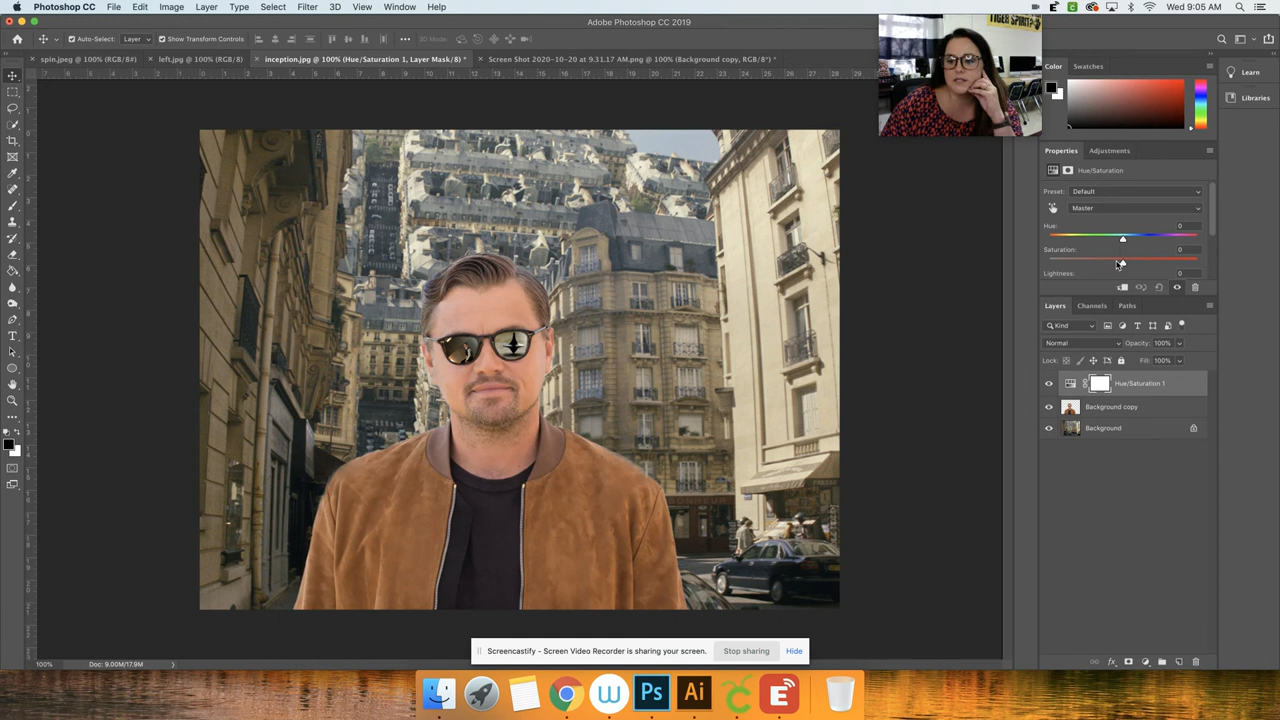 Photoshop CC File Edit Image Layer Type Select Filter 3D View Window Help Wed 9:05 AM
Adobe Photoshop CC 2019
TIGER SPIRIT
Auto-Select: Layer Show Transform Controls 3D Mode:
spin.jpeg @ 100% (RGB/8#) × left.jpg @ 100% (RGB/8) × inception.jpg @ 100% (Hue/Saturation 1, Layer Mask/8) * × Screen Shot 2020-10-20 at 9.31.17 AM.png @ 100% (Background copy, RGB/8*) *
Color Swatches
Learn
Libraries
Properties Adjustments
Hue/Saturation
Preset: Default
Master
Hue: 0
Saturation: 0
Lightness: 0
Layers Channels Paths
Kind
Normal Opacity: 100%
Lock: Fill: 100%
Hue/Saturation 1
Background copy
Background
Screencastify - Screen Video Recorder is sharing your screen. Stop sharing Hide
100% Doc: 9.00M/17.9M
W Ps Ai E